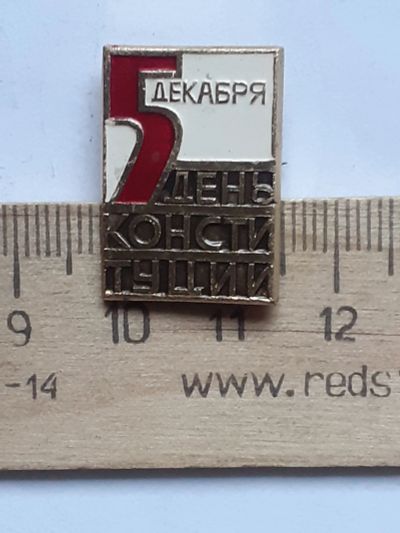 5 ДЕКАБРЯ
ДЕНЬ
КОНСТИ
ТУЦИИ
9 10 11 12
-14 www.reds